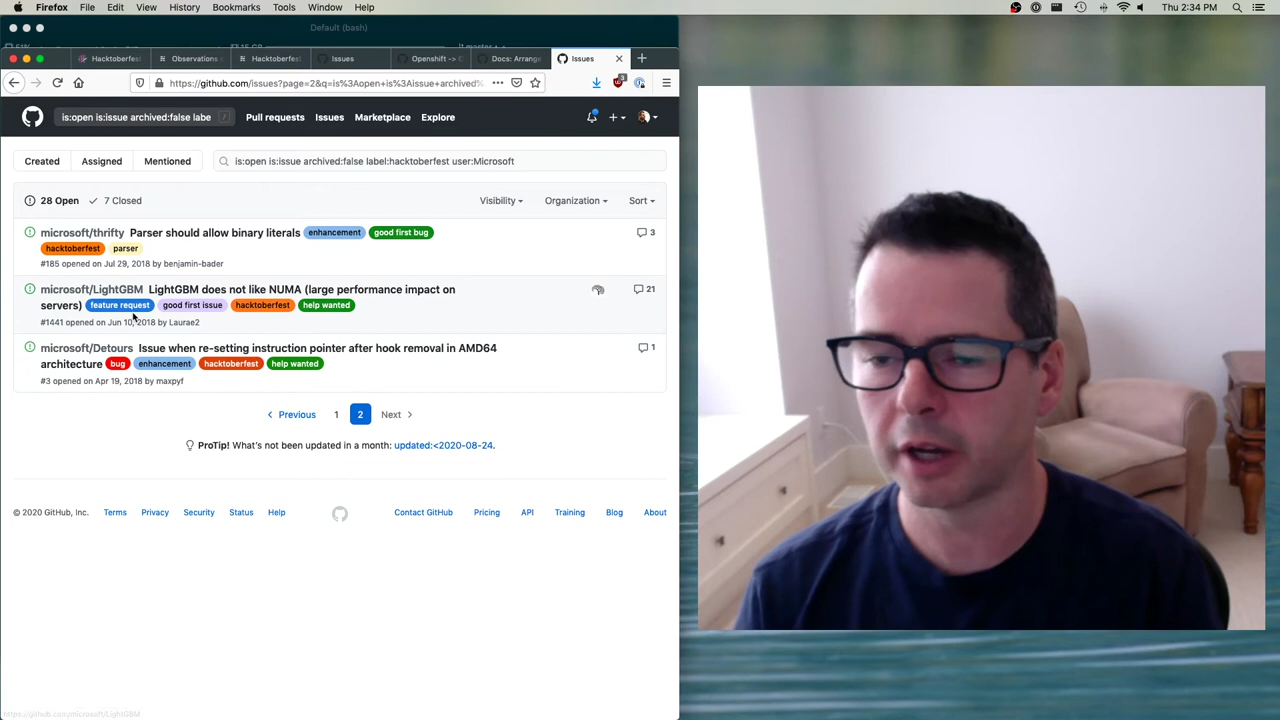 Firefox File Edit View History Bookmarks Tools Window Help Thu 2:34 PM
Default (bash)
Hacktoberfest Observations Hacktoberfest Issues Openshift -> Docs: Arrange Issues
https://github.com/issues?page=2&q=is%3Aopen+is%3Aissue+archived%
is:open is:issue archived:false labe / Pull requests Issues Marketplace Explore
Created Assigned Mentioned is:open is:issue archived:false label:hacktoberfest user:Microsoft
28 Open 7 Closed Visibility Organization Sort
microsoft/thrifty Parser should allow binary literals enhancement good first bug 3
hacktoberfest parser
#185 opened on Jul 29, 2018 by benjamin-bader
microsoft/LightGBM LightGBM does not like NUMA (large performance impact on 21
servers) feature request good first issue hacktoberfest help wanted
#1441 opened on Jun 10, 2018 by Laurae2
microsoft/Detours Issue when re-setting instruction pointer after hook removal in AMD64 1
architecture bug enhancement hacktoberfest help wanted
#3 opened on Apr 19, 2018 by maxpyf
Previous 1 2 Next
ProTip! What's not been updated in a month: updated:<2020-08-24.
© 2020 GitHub, Inc. Terms Privacy Security Status Help Contact GitHub Pricing API Training Blog About
https://github.com/microsoft/LightGBM